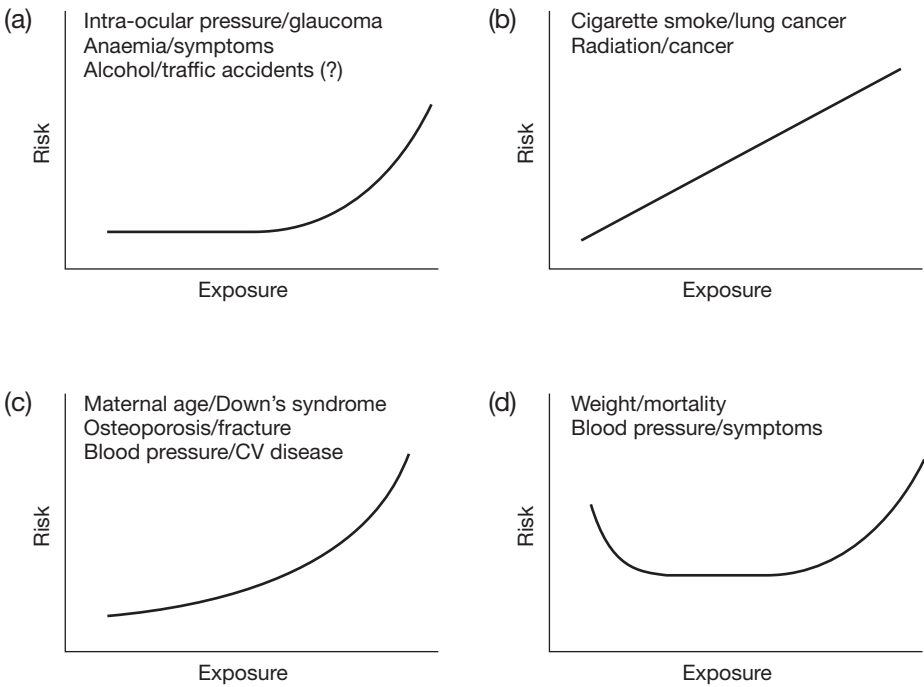 (a)
Intra-ocular pressure/glaucoma
Anaemia/symptoms
Alcohol/traffic accidents (?)
Risk
Exposure
(b)
Cigarette smoke/lung cancer
Radiation/cancer
Risk
Exposure
(c)
Maternal age/Down's syndrome
Osteoporosis/fracture
Blood pressure/CV disease
Risk
Exposure
(d)
Weight/mortality
Blood pressure/symptoms
Risk
Exposure